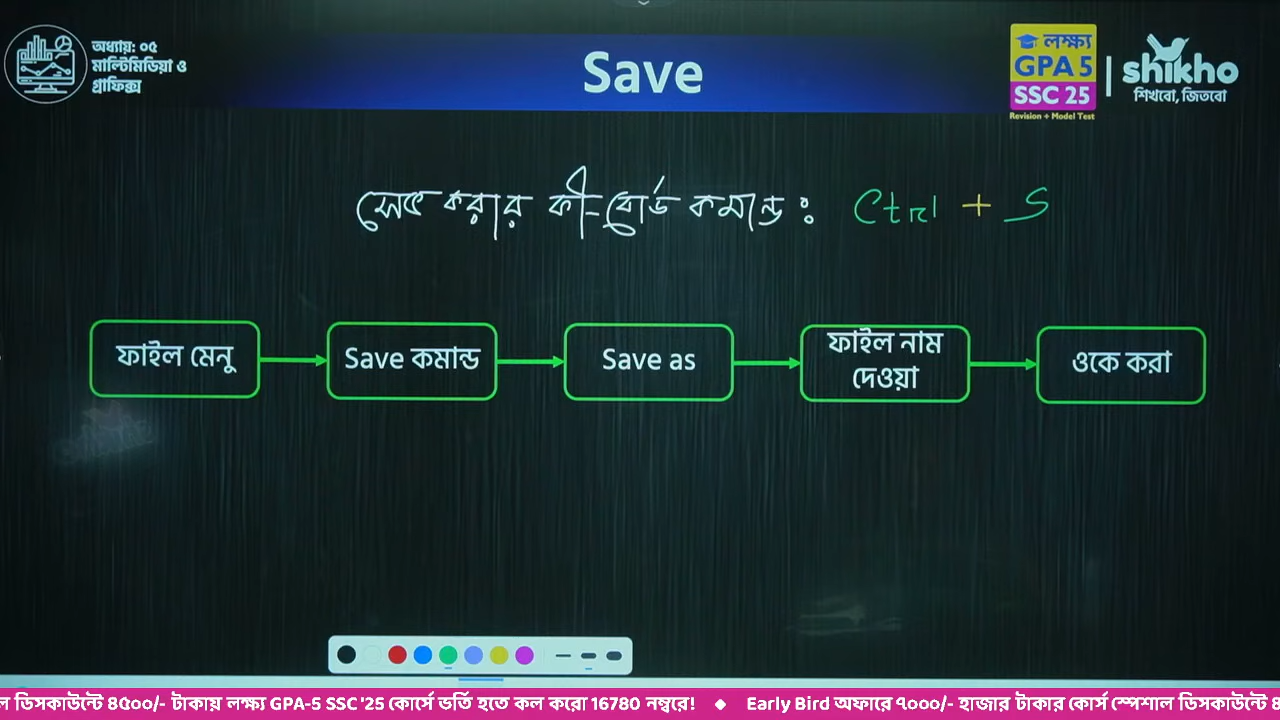 অধ্যায়: ০৫
মাল্টিমিডিয়া ও
গ্রাফিক্স
Save
লক্ষ্য
GPA 5
SSC 25
Revision + Model Test
shikho
শিখবো, জিতবো
সেভ করার কী-বোর্ড কমান্ড : Ctrl + S
ফাইল মেনু
Save কমান্ড
Save as
ফাইল নাম
দেওয়া
ওকে করা
ল ডিসকাউন্টে ৪৫০০/- টাকায় লক্ষ্য GPA-5 SSC '25 কোর্সে ভর্তি হতে কল করো 16780 নম্বরে! ◆ Early Bird অফারে ৭০০০/- হাজার টাকার কোর্স স্পেশাল ডিসকাউন্টে ৪